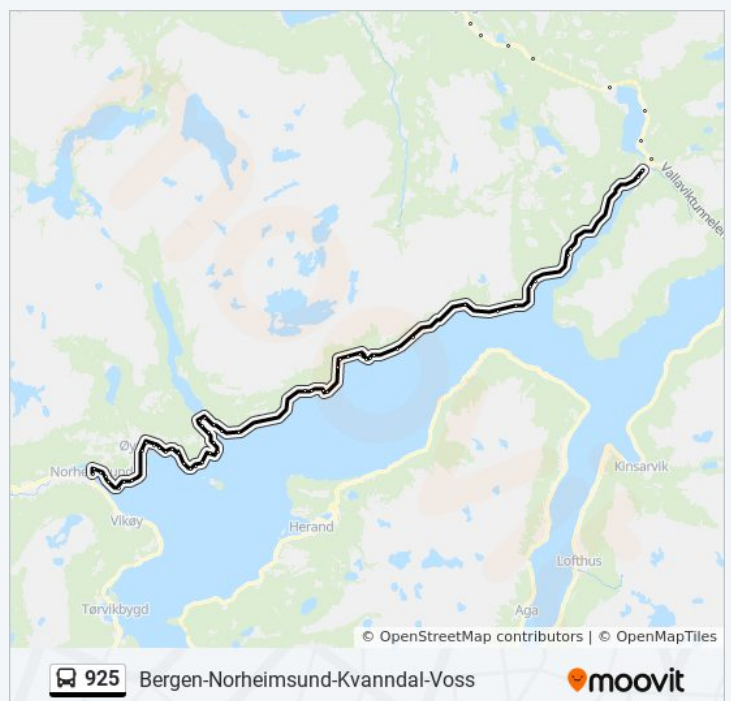 Vallaviktunnelen
Øy
Norheimsund
Vikøy
Kinsarvik
Herand
Lofthus
Tørvikbygd
Aga
© OpenStreetMap contributors | © OpenMapTiles
925 Bergen-Norheimsund-Kvanndal-Voss
moovit